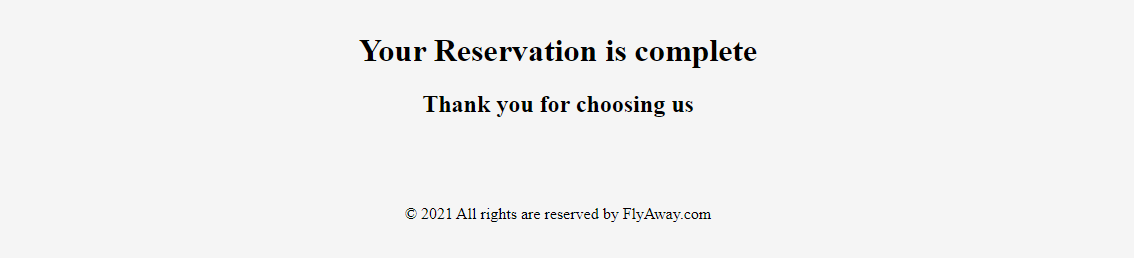 Your Reservation is complete
Thank you for choosing us
© 2021 All rights are reserved by FlyAway.com